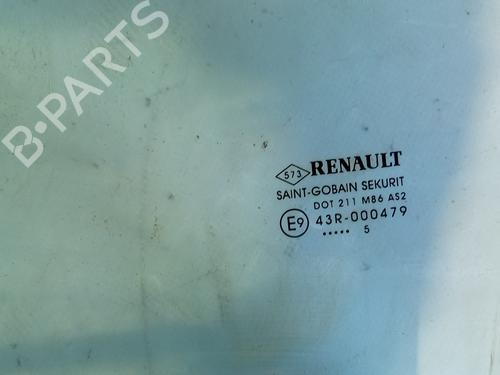 B-PARTS
573 RENAULT
SAINT-GOBAIN SEKURIT
DOT 211 M86 AS2
E9 43R-000479
..... 5